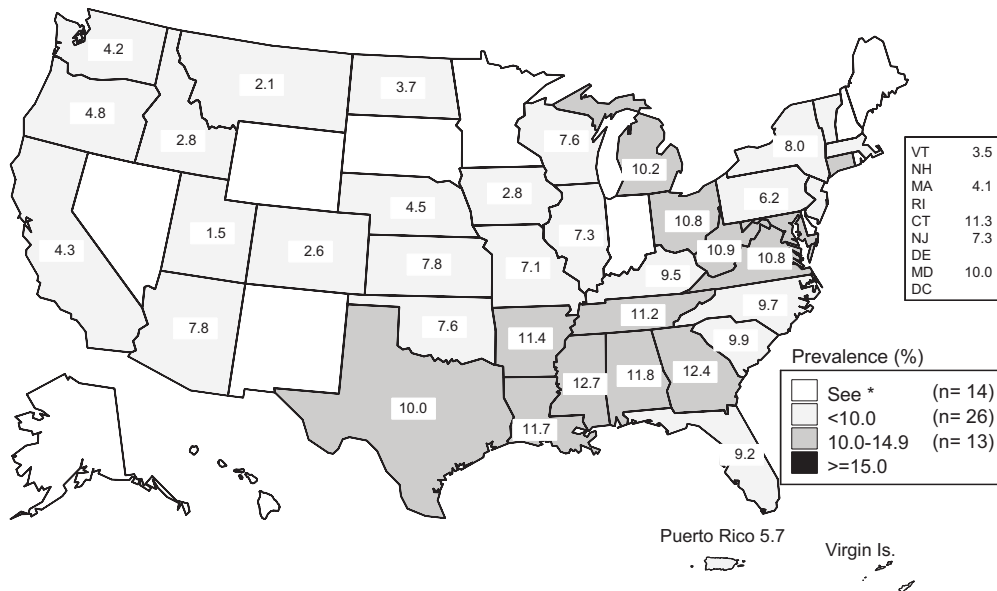 4.2
2.1
3.7
4.8
2.8
7.6
10.2
8.0
VT 3.5
NH
MA 4.1
RI
CT 11.3
NJ 7.3
DE
MD 10.0
DC
4.3
1.5
2.6
4.5
2.8
7.3
10.8
6.2
10.9
10.8
7.8
7.1
9.5
7.8
7.6
11.4
11.2
9.7
9.9
10.0
11.7
12.7
11.8
12.4
9.2
Prevalence (%)
See * (n= 14)
<10.0 (n= 26)
10.0-14.9 (n= 13)
>=15.0
Puerto Rico 5.7
Virgin Is.